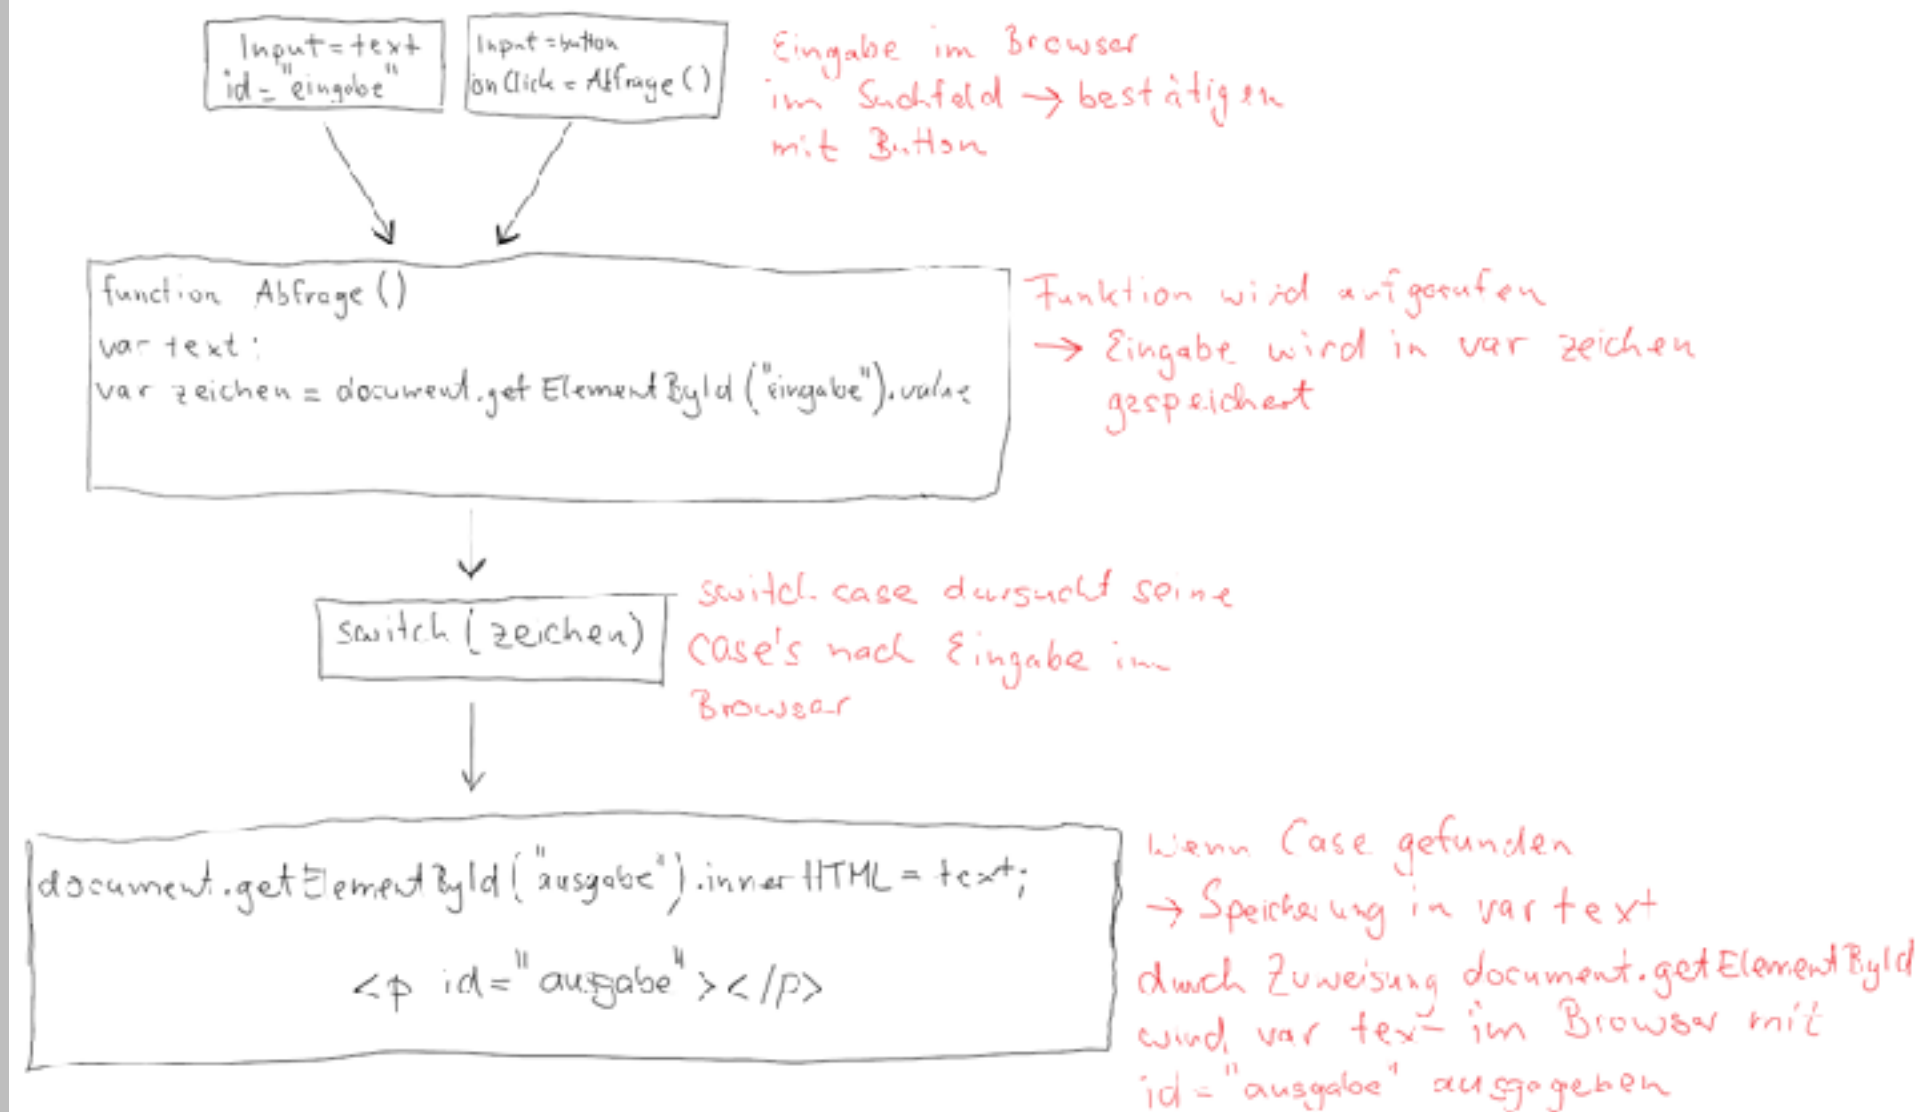 Input=text
id="eingabe"
Input=button
onClick=Abfrage()
Eingabe im Browser
im Suchfeld → bestätigen
mit Button
function Abfrage()
var text;
var zeichen = document.getElementById("eingabe").value
Funktion wird aufgerufen
→ Eingabe wird in var zeichen
gespeichert
switch(zeichen)
switch case dursucht seine
case's nach Eingabe im
Browser
document.getElementById("ausgabe").innerHTML = text;
<p id="ausgabe"></p>
Wenn Case gefunden
→ Speicherung in var text
durch Zuweisung document.getElementById
wird var text im Browser mit
id="ausgabe" ausgegeben